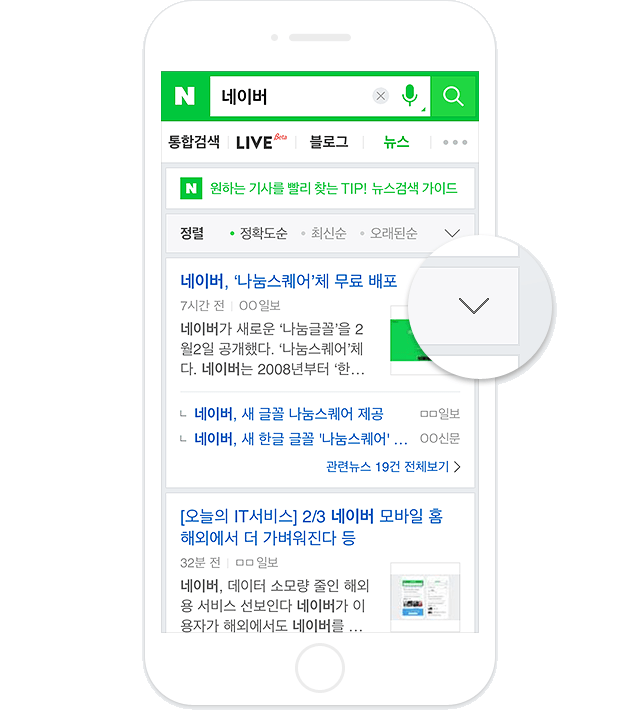 N 네이버
통합검색 LIVE Beta 블로그 뉴스
N 원하는 기사를 빨리 찾는 TIP! 뉴스검색 가이드
정렬 정확도순 최신순 오래된순
네이버, ‘나눔스퀘어’체 무료 배포
7시간 전 OO일보
네이버가 새로운 ‘나눔글꼴’을 2
월2일 공개했다. ‘나눔스퀘어’체
다. 네이버는 2008년부터 ‘한...
네이버, 새 글꼴 나눔스퀘어 제공 ㅁㅁ일보
네이버, 새 한글 글꼴 '나눔스퀘어' ... OO신문
관련뉴스 19건 전체보기
[오늘의 IT서비스] 2/3 네이버 모바일 홈
해외에서 더 가벼워진다 등
32분 전 ㅁㅁ일보
네이버, 데이터 소모량 줄인 해외
용 서비스 선보인다 네이버가 이
용자가 해외에서도 네이버를 ...